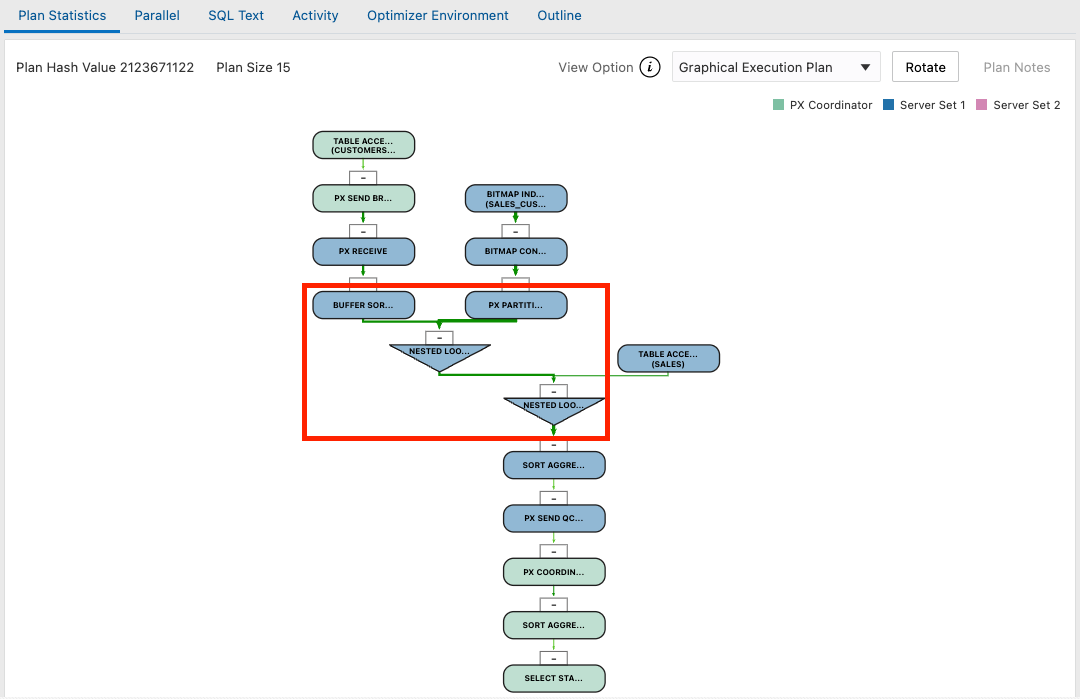 Plan Statistics Parallel SQL Text Activity Optimizer Environment Outline
Plan Hash Value 2123671122 Plan Size 15 View Option i Graphical Execution Plan Rotate Plan Notes
PX Coordinator Server Set 1 Server Set 2
TABLE ACCE...
(CUSTOMERS...
PX SEND BR...
BITMAP IND...
(SALES_CUS...
PX RECEIVE
BITMAP CON...
BUFFER SOR...
PX PARTITI...
NESTED LOO...
TABLE ACCE...
(SALES)
NESTED LOO...
SORT AGGRE...
PX SEND QC...
PX COORDIN...
SORT AGGRE...
SELECT STA...